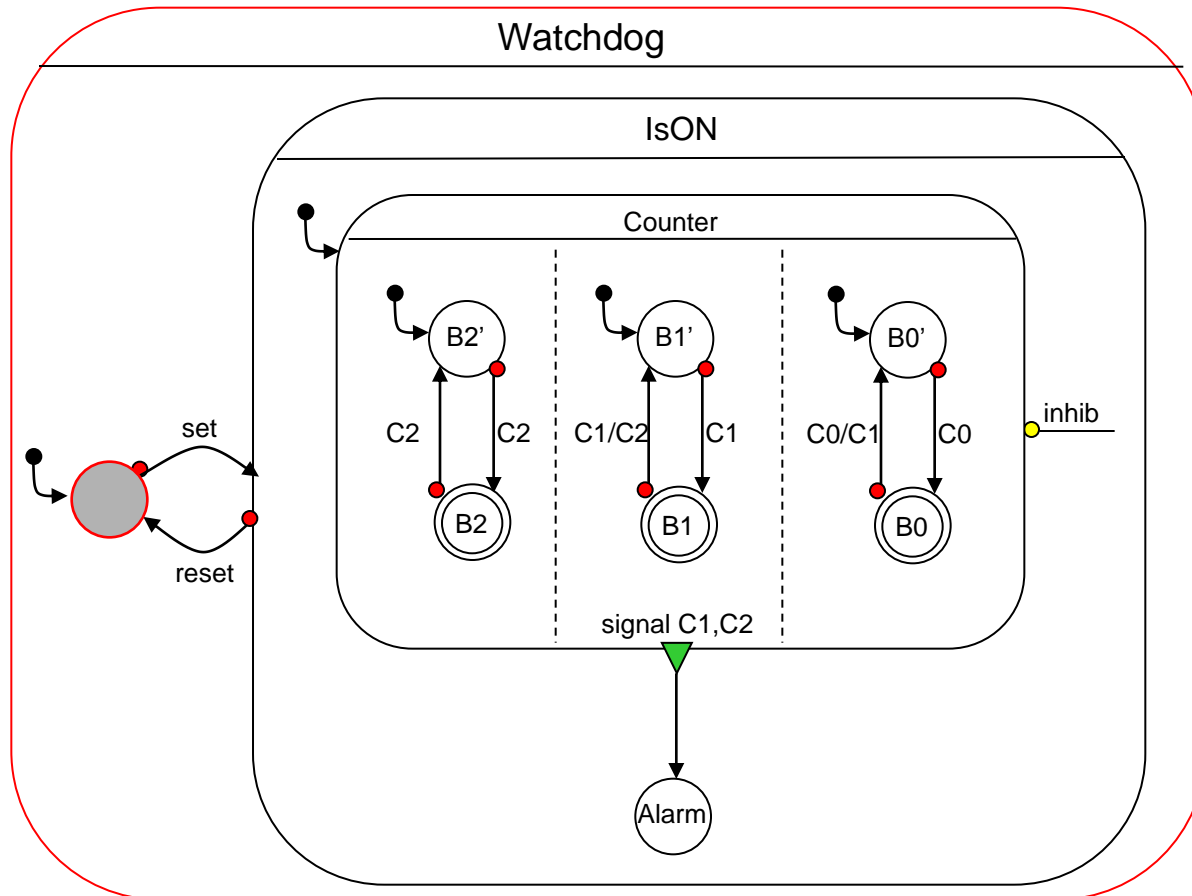 Watchdog
IsON
Counter
B2’
B1’
B0’
C2
C2
C1/C2
C1
C0/C1
C0
inhib
set
B2
B1
B0
reset
signal C1,C2
Alarm